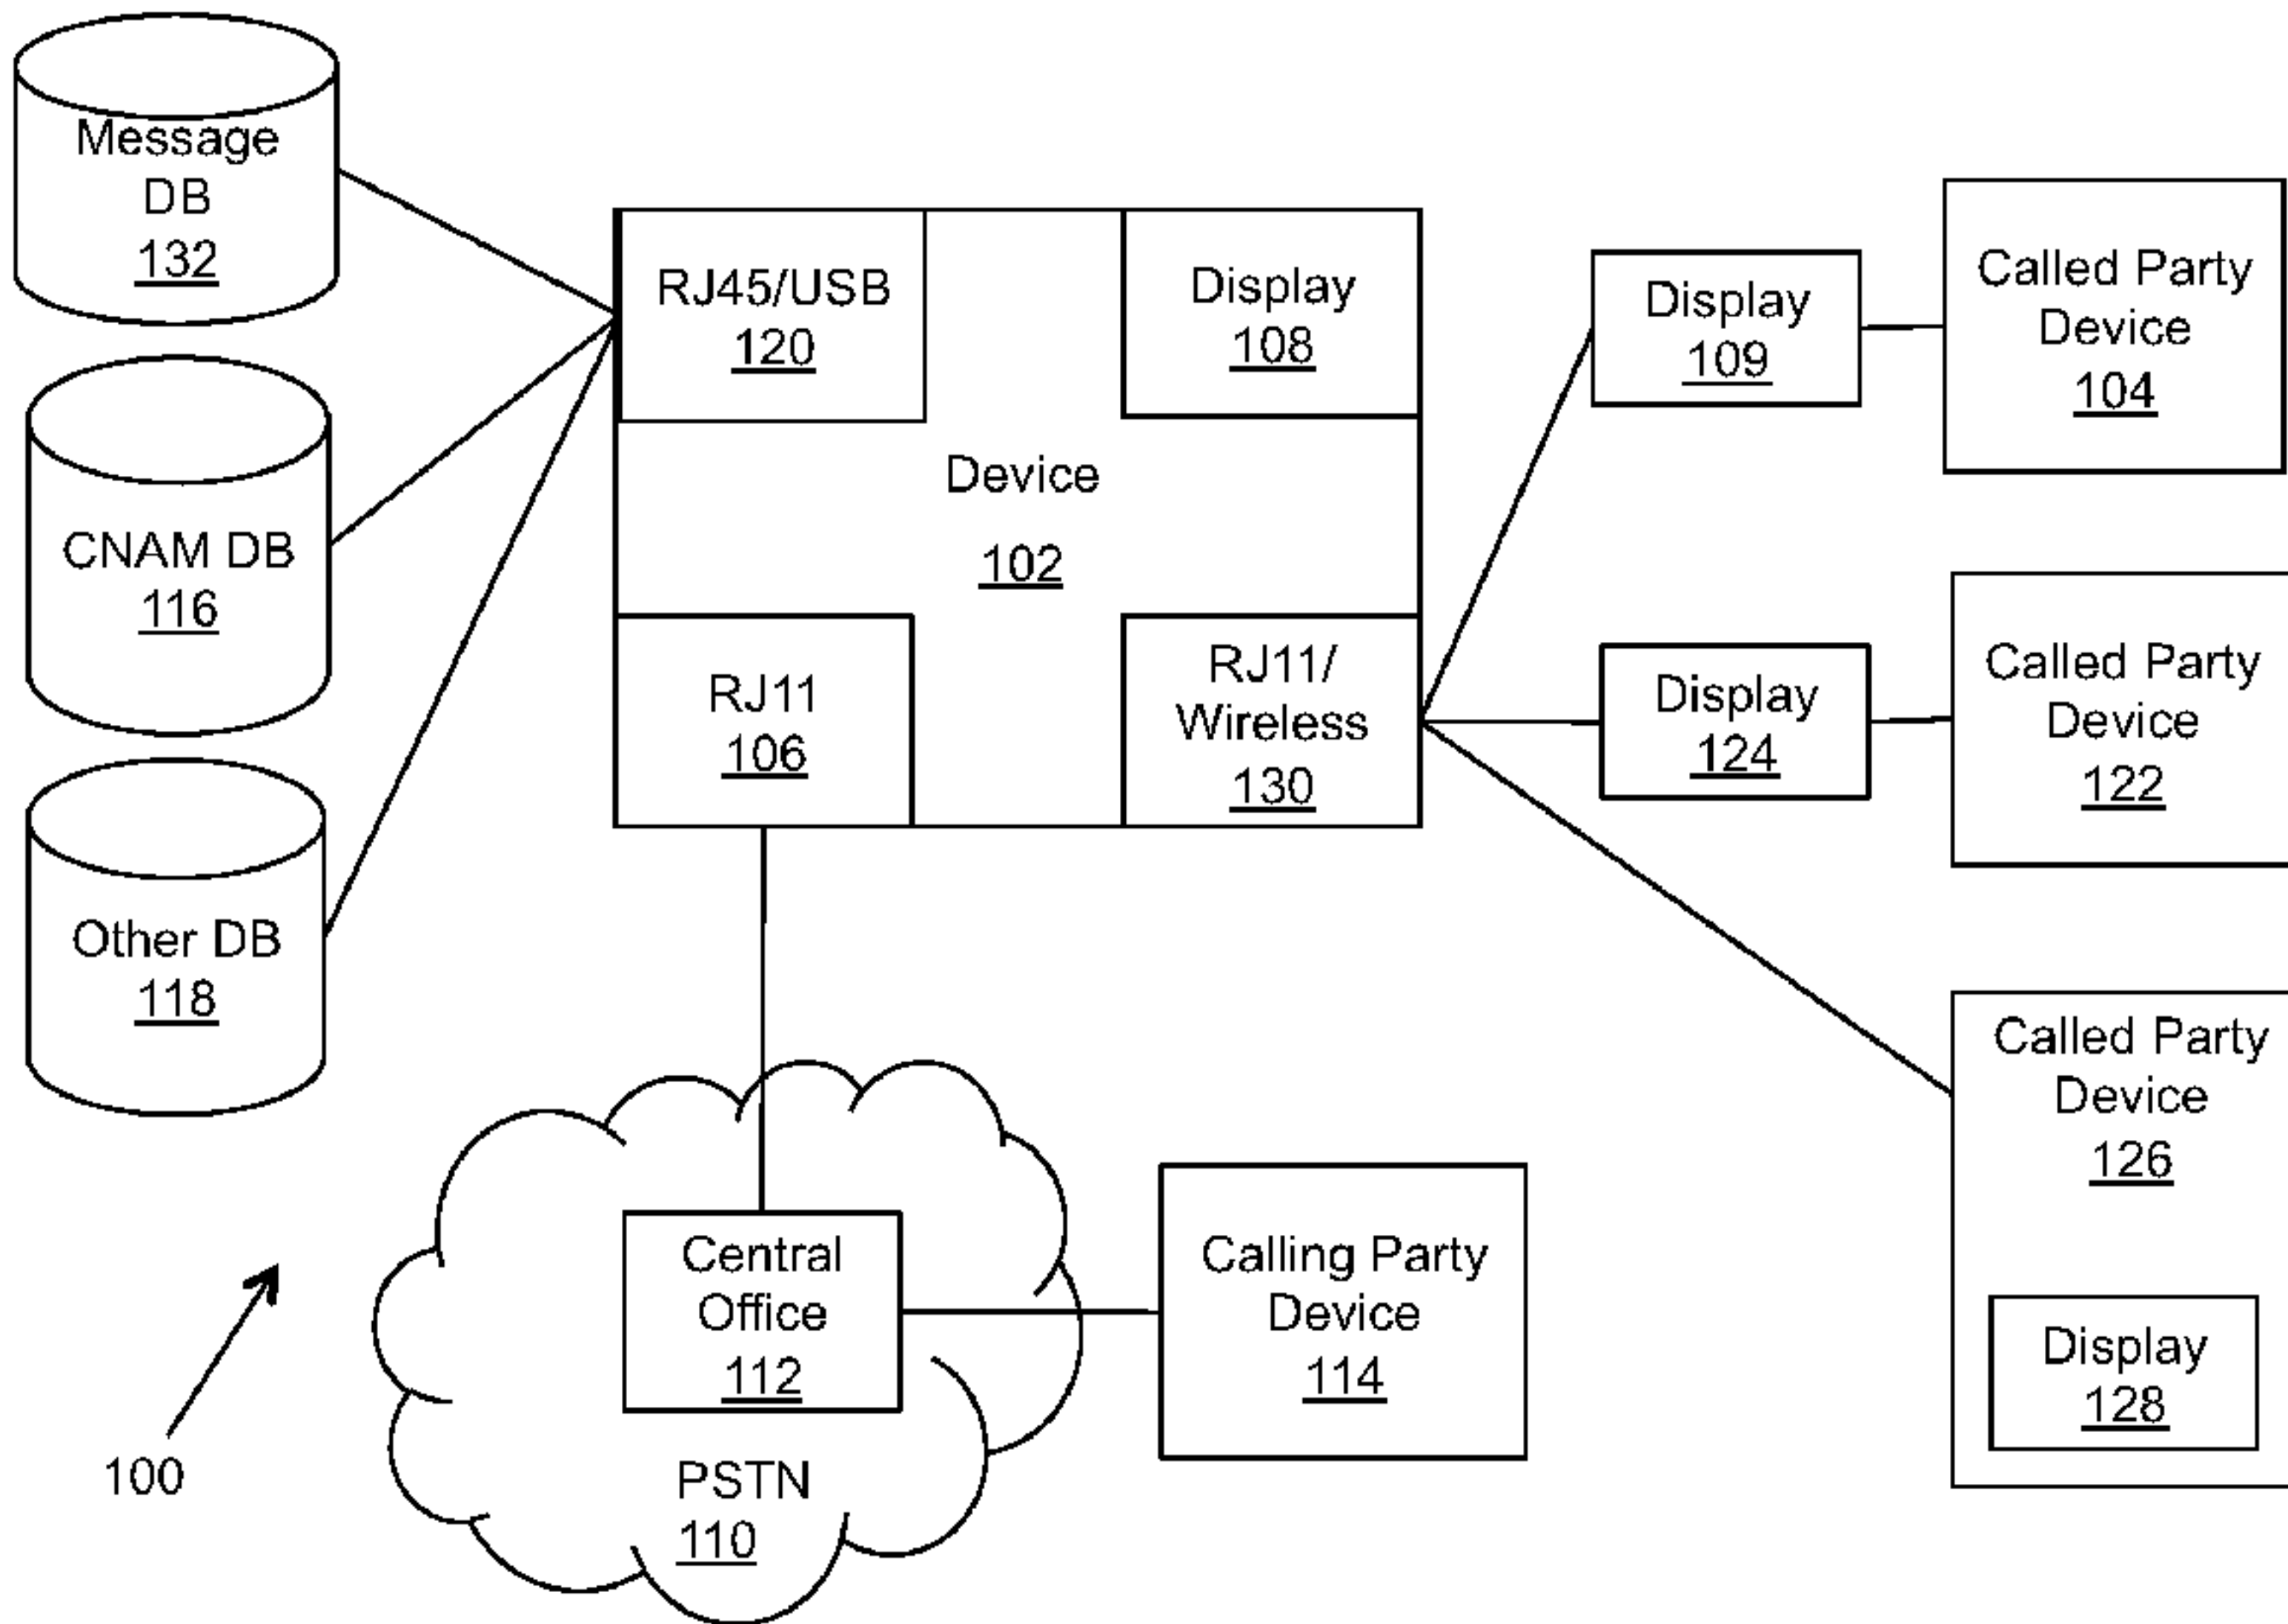 Message
DB
132
CNAM DB
116
Other DB
118
RJ45/USB
120
Display
108
Device
102
RJ11
106
RJ11/
Wireless
130
Display
109
Called Party
Device
104
Display
124
Called Party
Device
122
Called Party
Device
126
Display
128
Central
Office
112
PSTN
110
Calling Party
Device
114
100